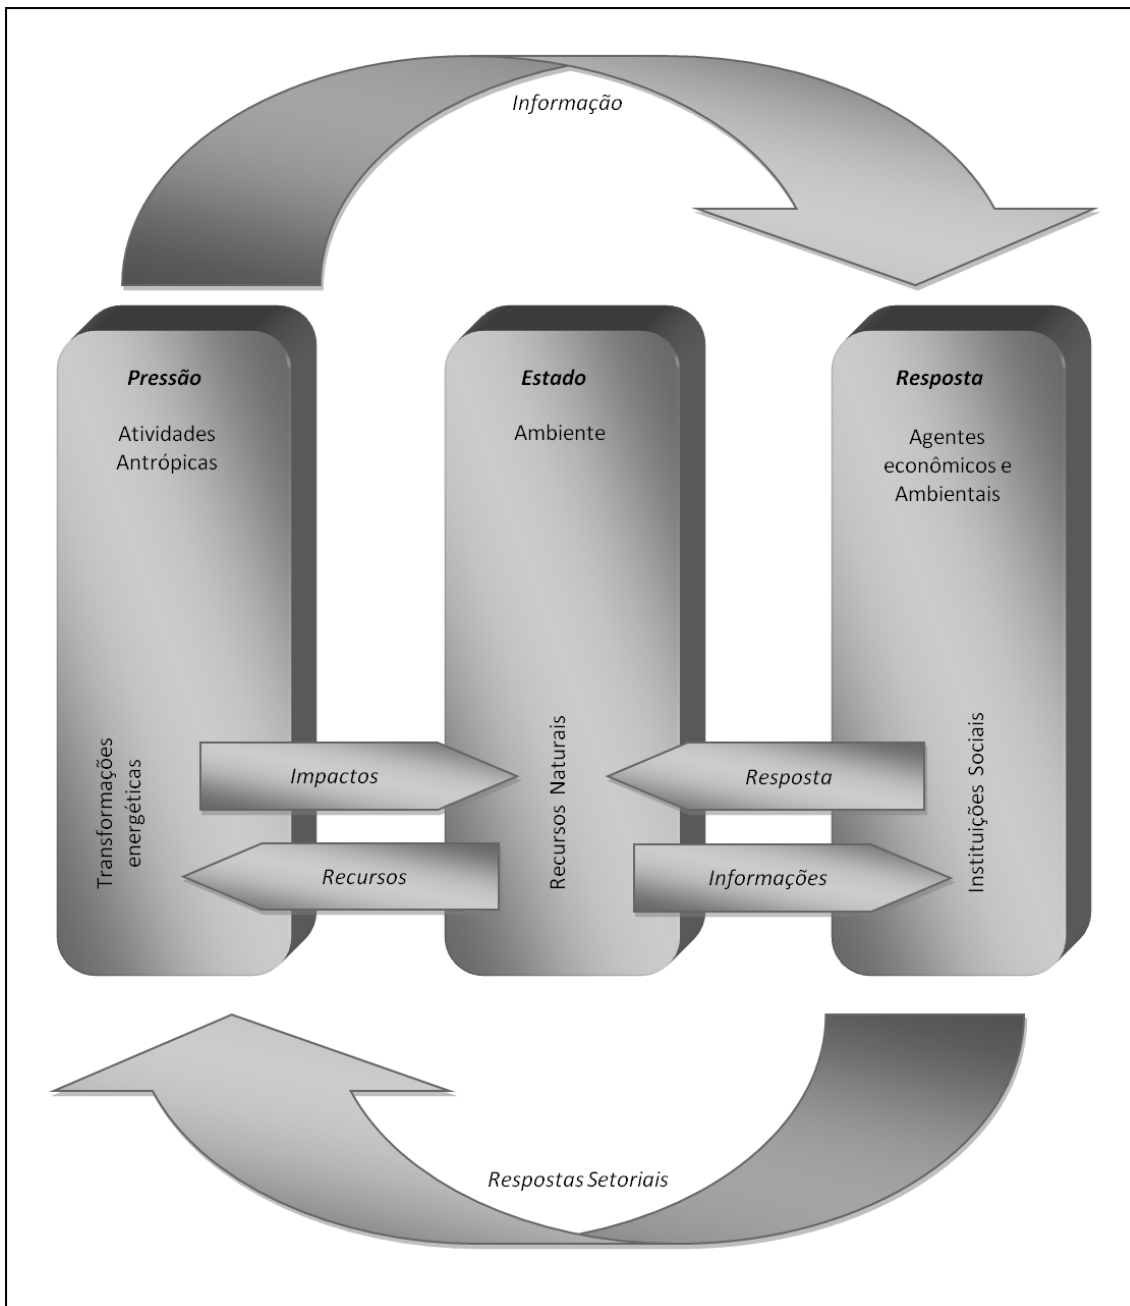 Informação
Pressão
Atividades
Antrópicas
Transformações
energéticas
Estado
Ambiente
Recursos Naturais
Resposta
Agentes
econômicos e
Ambientais
Instituições Sociais
Impactos
Resposta
Recursos
Informações
Respostas Setoriais